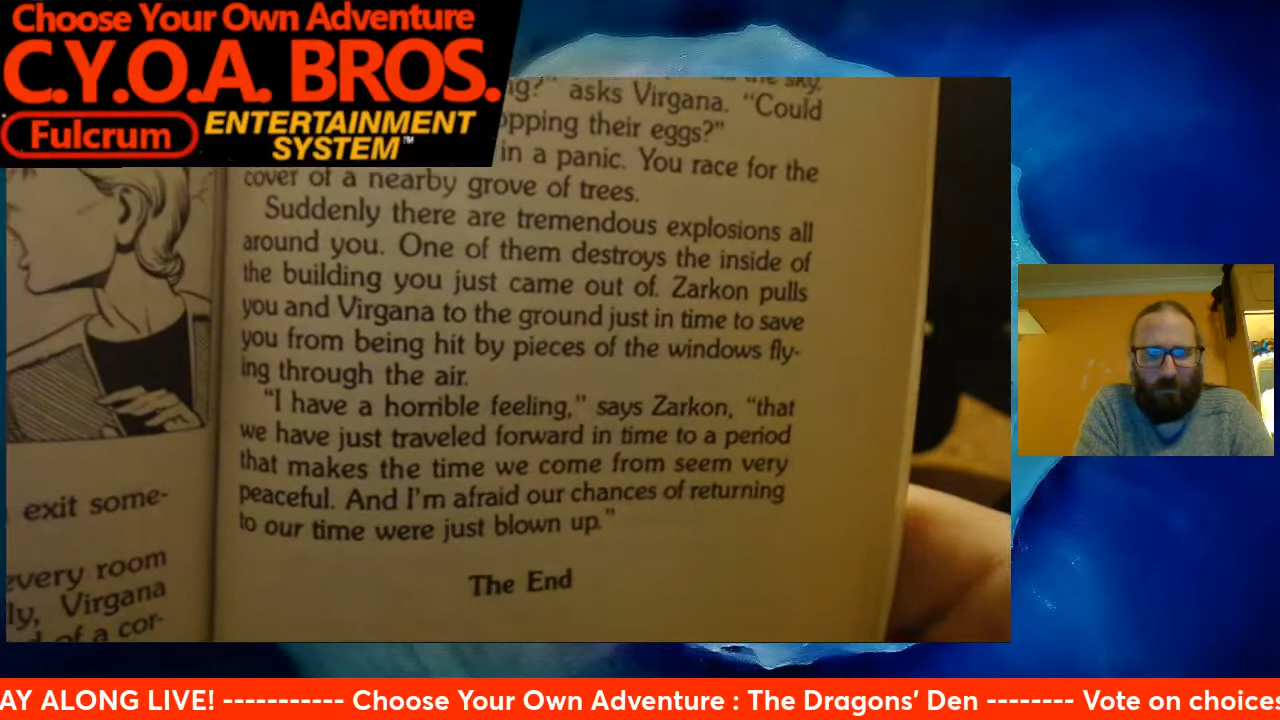 Choose Your Own Adventure
C.Y.O.A. BROS.
Fulcrum
ENTERTAINMENT
SYSTEM™
the sky.
asks Virgana. “Could
their eggs?”
in a panic. You race for the
cover of a nearby grove of trees.
Suddenly there are tremendous explosions all
around you. One of them destroys the inside of
the building you just came out of. Zarkon pulls
you and Virgana to the ground just in time to save
you from being hit by pieces of the windows fly-
ing through the air.
“I have a horrible feeling,” says Zarkon, “that
we have just traveled forward in time to a period
that makes the time we come from seem very
peaceful. And I'm afraid our chances of returning
to our time were just blown up.”
The End
exit some-
every room
ly, Virgana
of a cor-
AY ALONG LIVE! ----------- Choose Your Own Adventure : The Dragons’ Den -------- Vote on choices